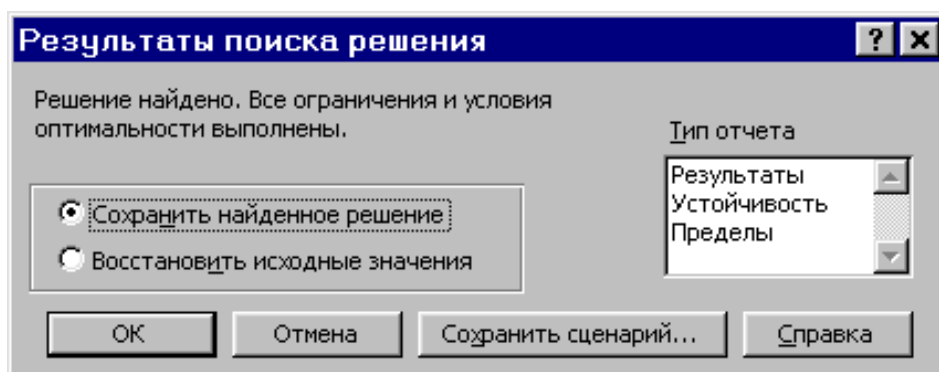 Результаты поиска решения
Решение найдено. Все ограничения и условия
оптимальности выполнены.
Тип отчета
Результаты
Устойчивость
Пределы
Сохранить найденное решение
Восстановить исходные значения
OK
Отмена
Сохранить сценарий...
Справка